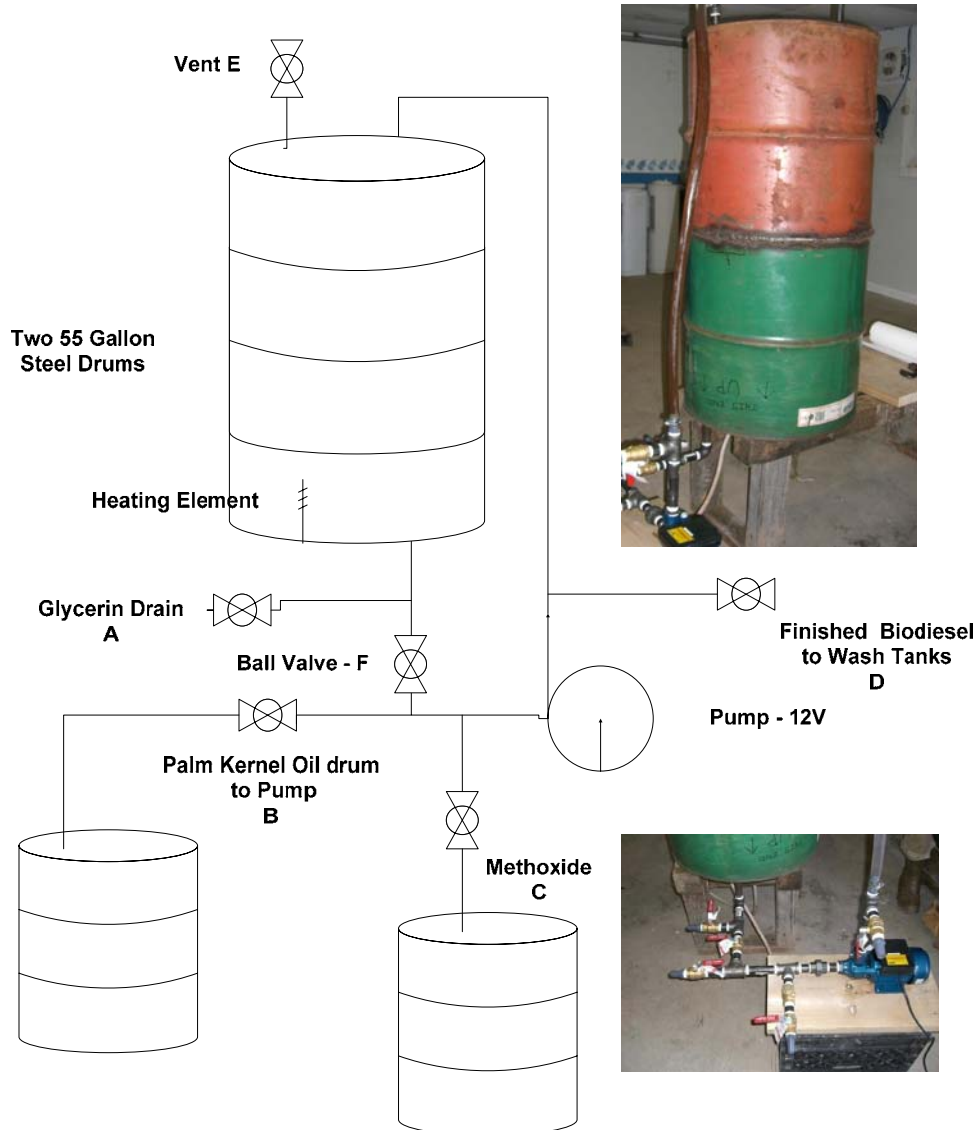 Vent E
Two 55 Gallon
Steel Drums
Heating Element
Glycerin Drain
A
Ball Valve - F
Finished Biodiesel
to Wash Tanks
D
Pump - 12V
Palm Kernel Oil drum
to Pump
B
Methoxide
C
UP